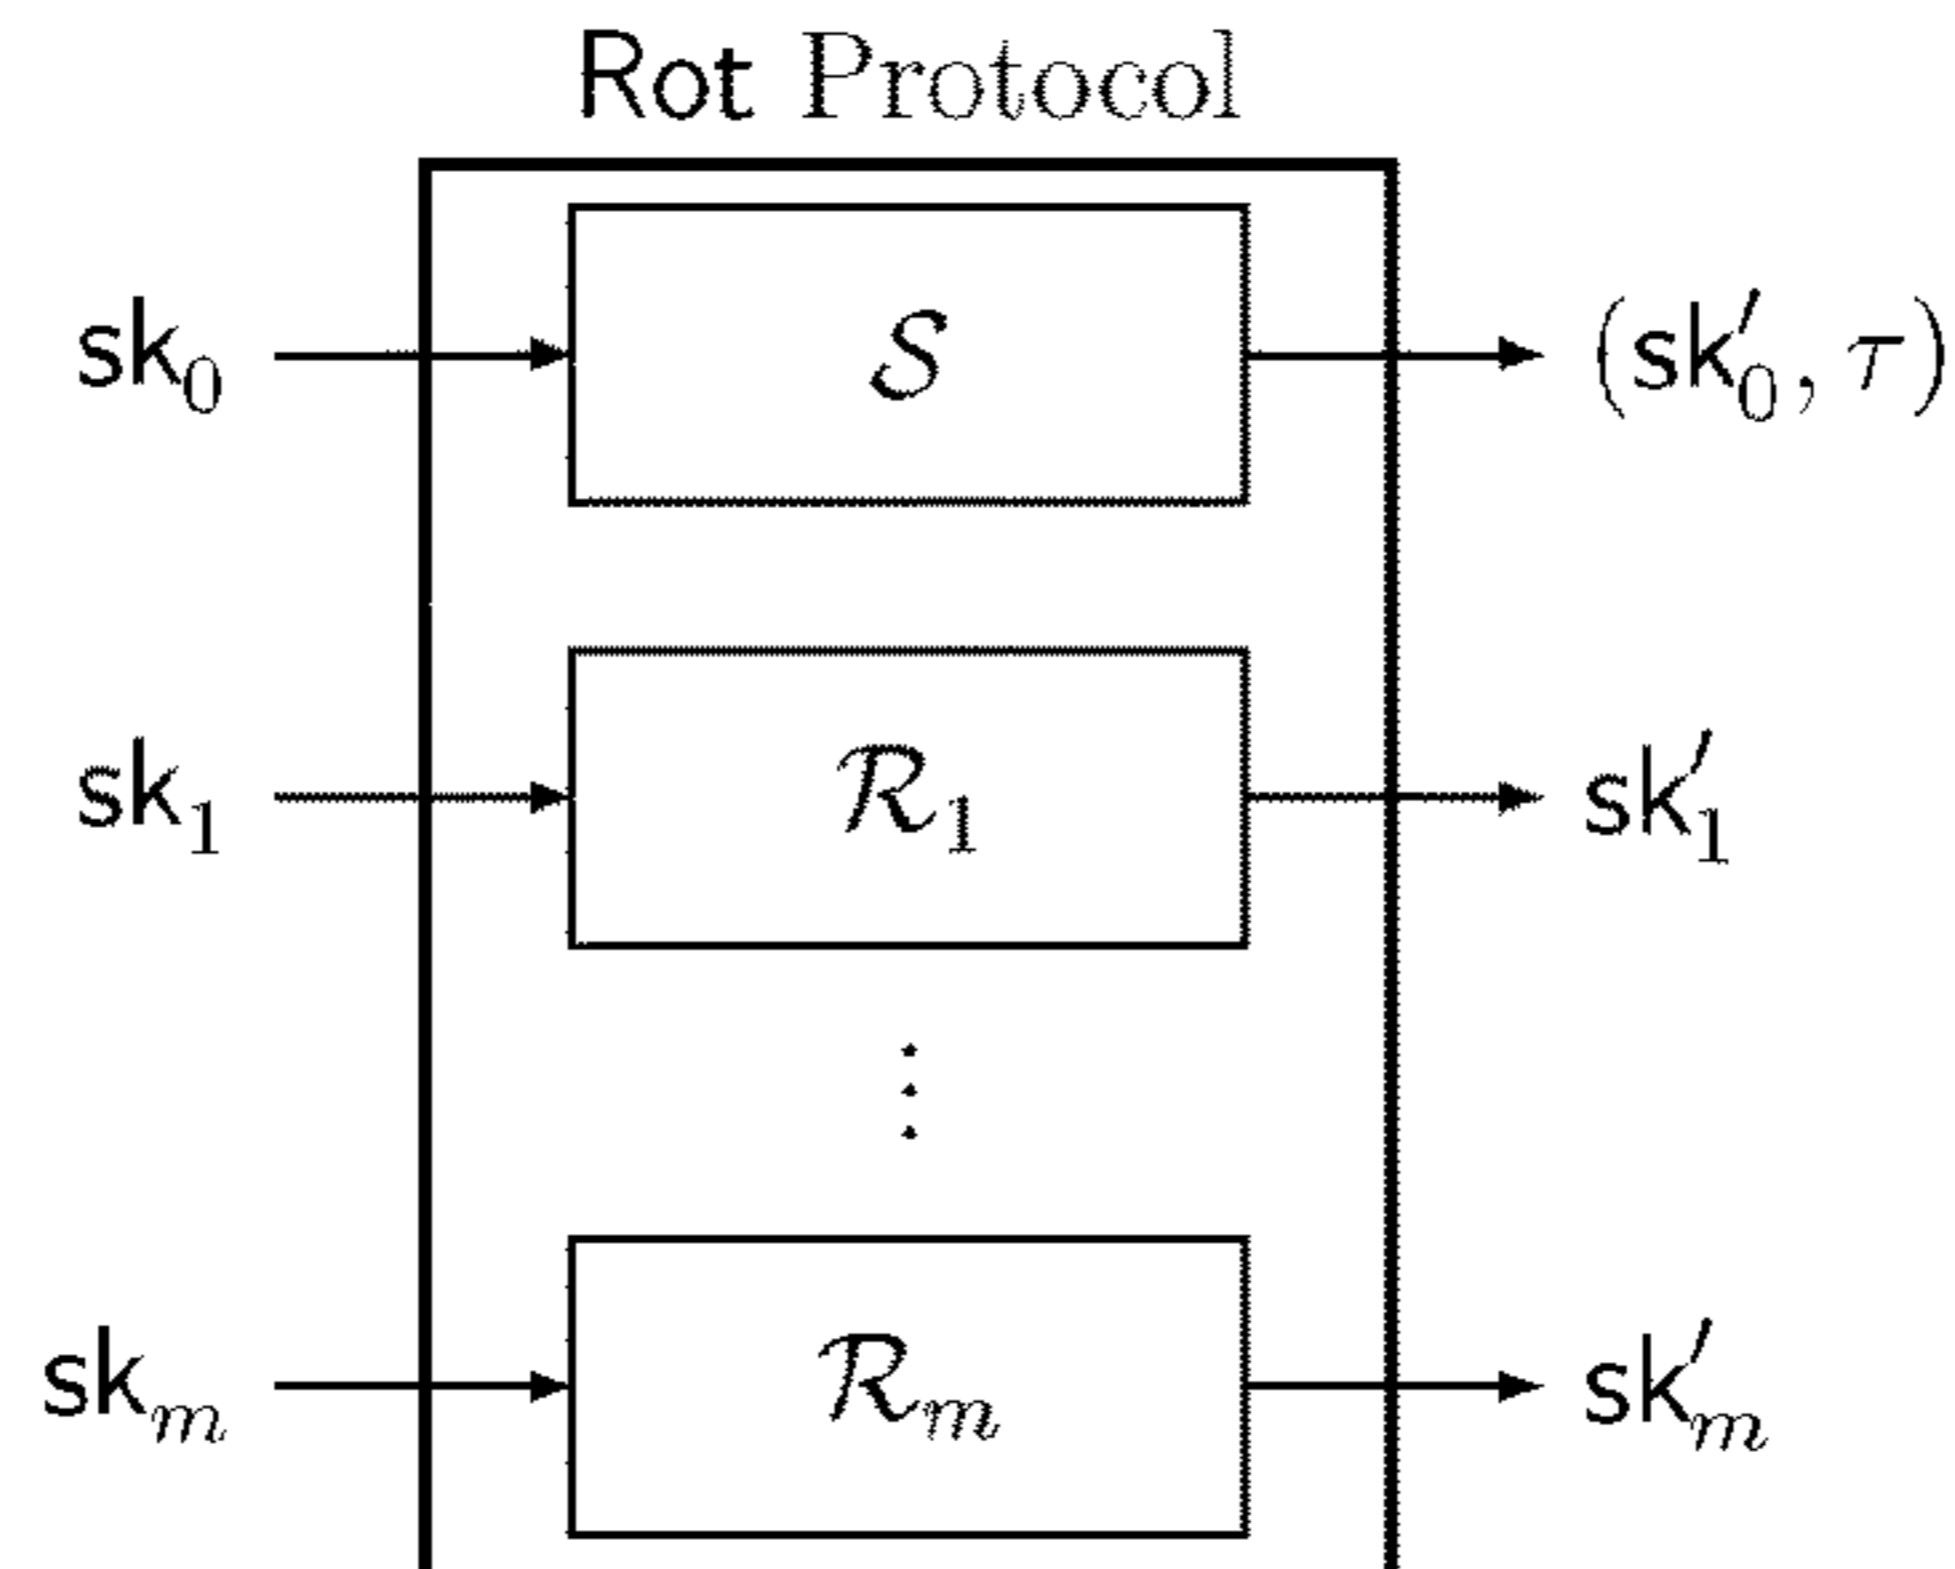 Rot Protocol
sk₀ 𝒮 (sk′₀, τ)
sk₁ ℛ₁ sk′₁
⋮
skₘ ℛₘ sk′ₘ